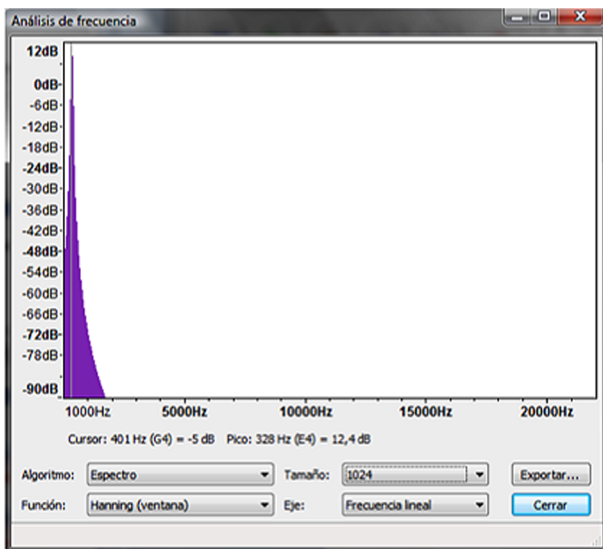 Análisis de frecuencia
12dB
0dB
-6dB
-12dB
-18dB
-24dB
-30dB
-36dB
-42dB
-48dB
-54dB
-60dB
-66dB
-72dB
-78dB
-90dB
1000Hz 5000Hz 10000Hz 15000Hz 20000Hz
Cursor: 401 Hz (G4) = -5 dB Pico: 328 Hz (E4) = 12,4 dB
Algoritmo: Espectro Tamaño: 1024 Exportar...
Función: Hanning (ventana) Eje: Frecuencia lineal Cerrar